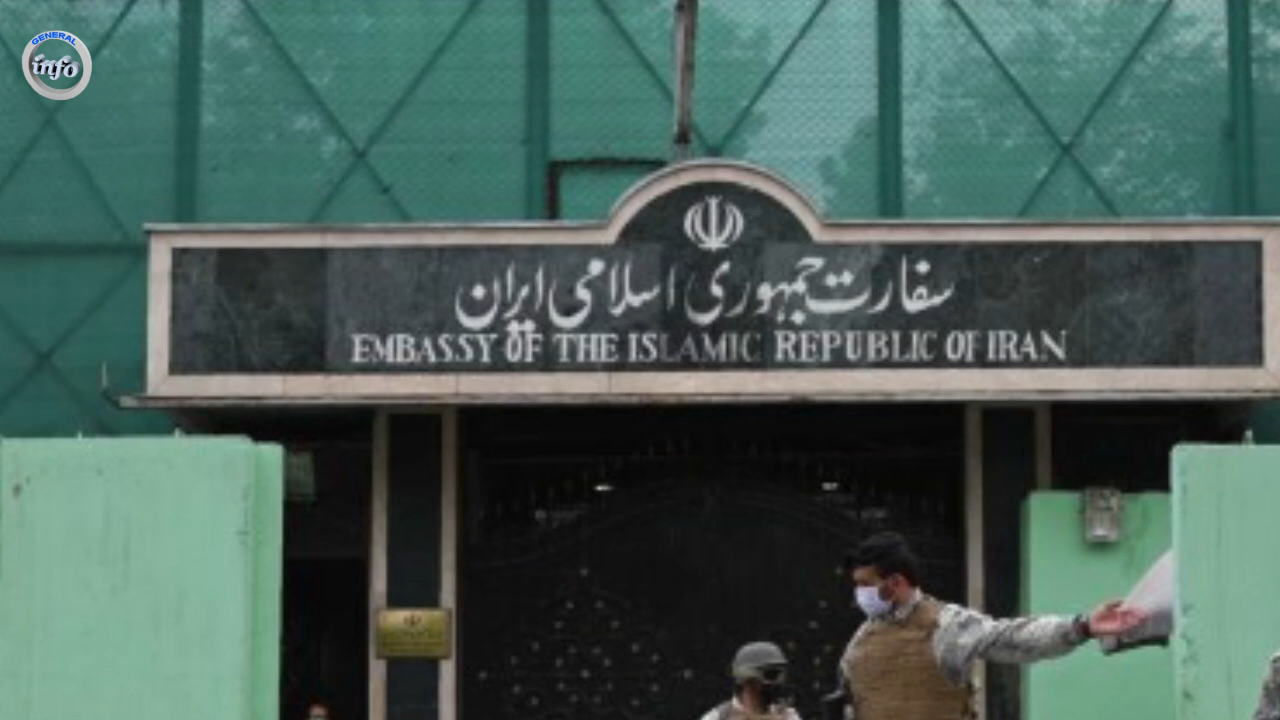 GENERAL
info
سفارت جمهوری اسلامی ایران
EMBASSY OF THE ISLAMIC REPUBLIC OF IRAN